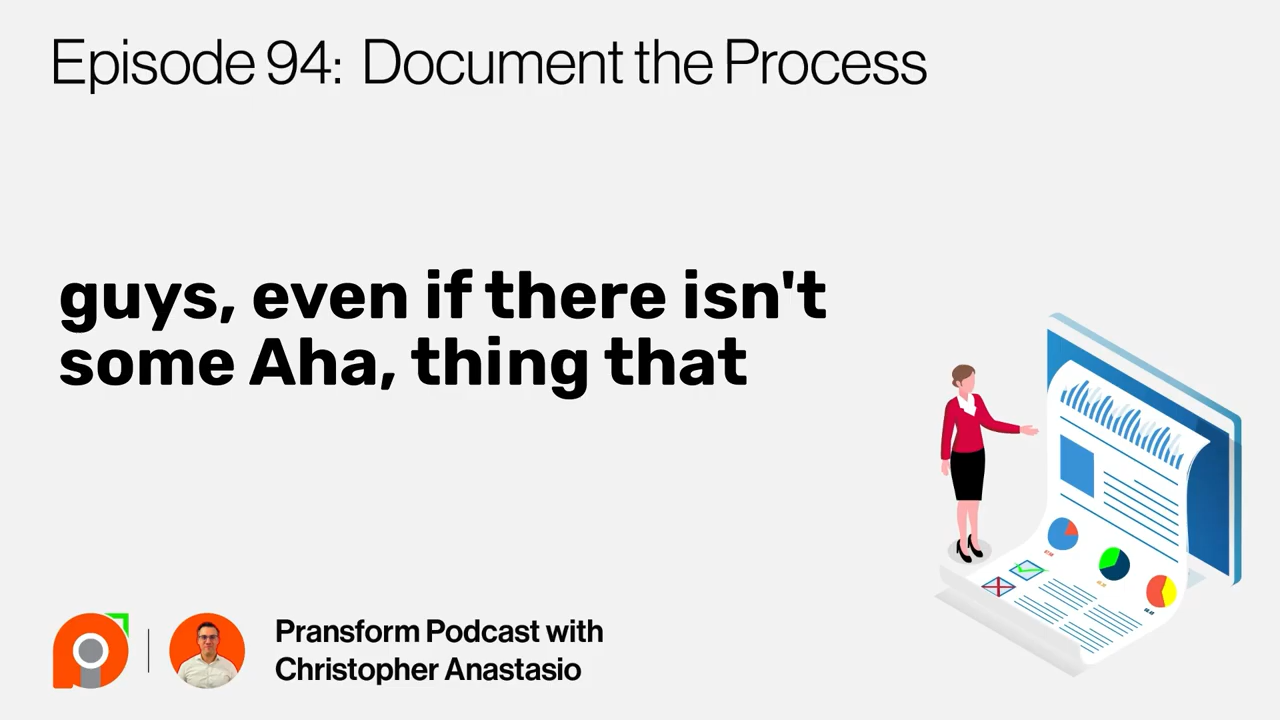 Episode 94: Document the Process
guys, even if there isn't
some Aha, thing that
Pransform Podcast with
Christopher Anastasio